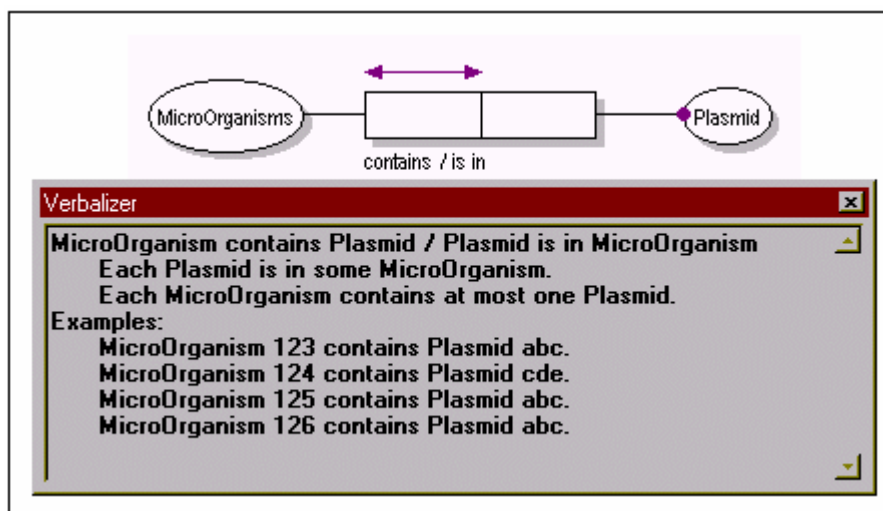 MicroOrganisms
Plasmid
contains / is in
Verbalizer
MicroOrganism contains Plasmid / Plasmid is in MicroOrganism
Each Plasmid is in some MicroOrganism.
Each MicroOrganism contains at most one Plasmid.
Examples:
MicroOrganism 123 contains Plasmid abc.
MicroOrganism 124 contains Plasmid cde.
MicroOrganism 125 contains Plasmid abc.
MicroOrganism 126 contains Plasmid abc.